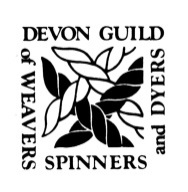 DEVON GUILD
of WEAVERS
SPINNERS
and DYERS